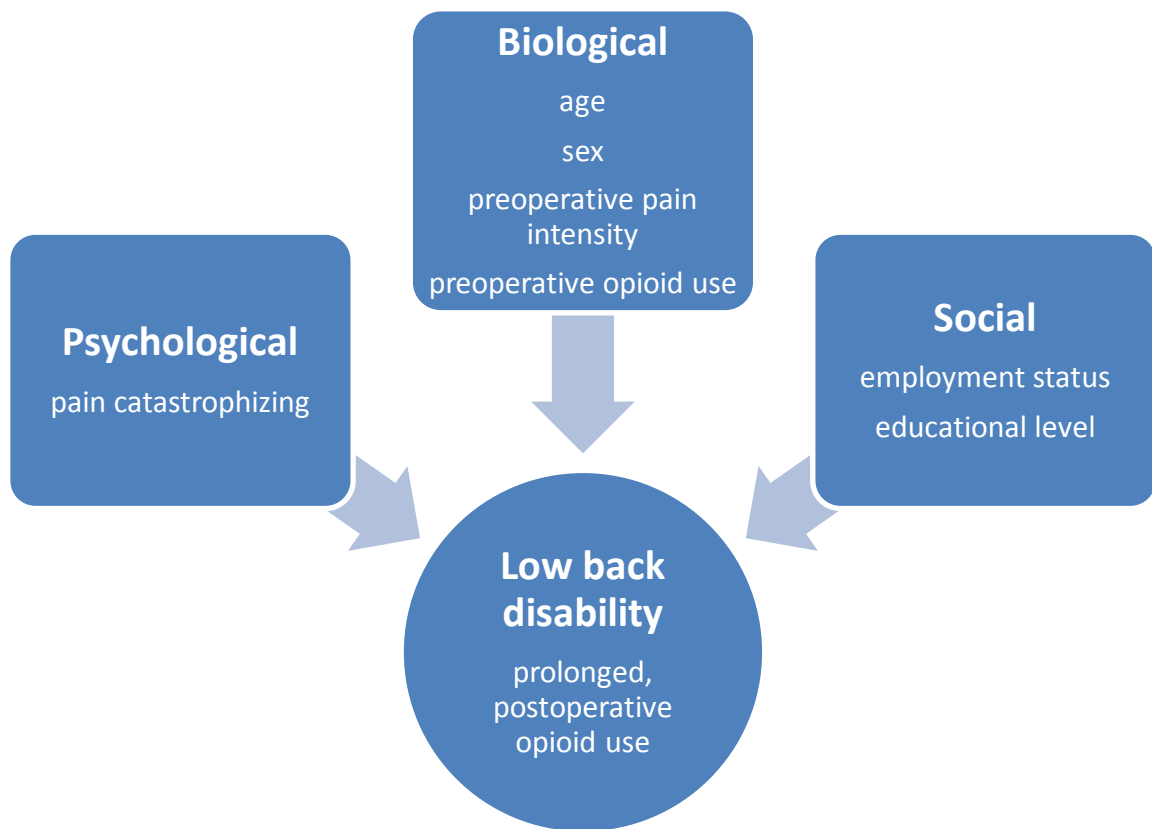 Biological
age
sex
preoperative pain
intensity
preoperative opioid use
Psychological
pain catastrophizing
Social
employment status
educational level
Low back
disability
prolonged,
postoperative
opioid use